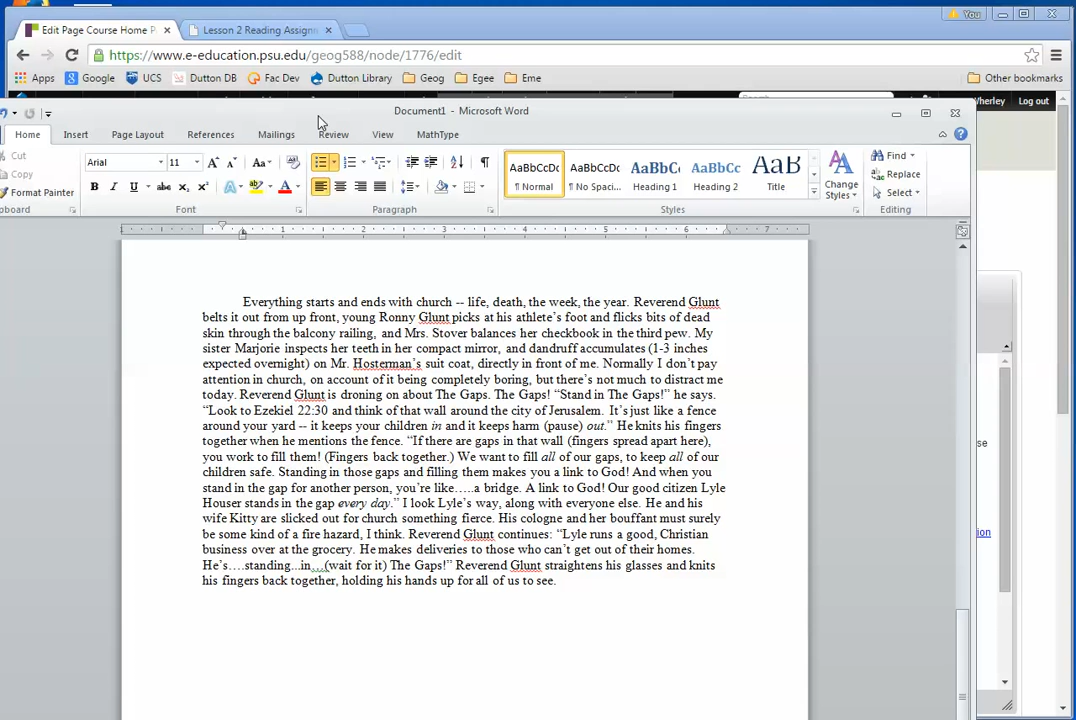 You
Edit Page Course Home P
Lesson 2 Reading Assignm
https://www.e-education.psu.edu/geog588/node/1776/edit
Apps Google UCS Dutton DB Fac Dev Dutton Library Geog Egee Eme Other bookmarks
Document1 - Microsoft Word
herley Log out
Home Insert Page Layout References Mailings Review View MathType
Cut
Copy
Format Painter
pboard
Arial 11
Font
Paragraph
AaBbCcDc AaBbCcDc AaBbCc AaBbCc AaB
¶ Normal ¶ No Spaci... Heading 1 Heading 2 Title
Change Styles
Styles
Find
Replace
Select
Editing
1 2 3 4 5 6 7
Everything starts and ends with church -- life, death, the week, the year. Reverend Glunt
belts it out from up front, young Ronny Glunt picks at his athlete’s foot and flicks bits of dead
skin through the balcony railing, and Mrs. Stover balances her checkbook in the third pew. My
sister Marjorie inspects her teeth in her compact mirror, and dandruff accumulates (1-3 inches
expected overnight) on Mr. Hosterman’s suit coat, directly in front of me. Normally I don’t pay
attention in church, on account of it being completely boring, but there’s not much to distract me
today. Reverend Glunt is droning on about The Gaps. The Gaps! “Stand in The Gaps!” he says.
“Look to Ezekiel 22:30 and think of that wall around the city of Jerusalem. It’s just like a fence
around your yard -- it keeps your children in and it keeps harm (pause) out.” He knits his fingers
together when he mentions the fence. “If there are gaps in that wall (fingers spread apart here),
you work to fill them! (Fingers back together.) We want to fill all of our gaps, to keep all of our
children safe. Standing in those gaps and filling them makes you a link to God! And when you
stand in the gap for another person, you’re like…..a bridge. A link to God! Our good citizen Lyle
Houser stands in the gap every day.” I look Lyle’s way, along with everyone else. He and his
wife Kitty are slicked out for church something fierce. His cologne and her bouffant must surely
be some kind of a fire hazard, I think. Reverend Glunt continues: “Lyle runs a good, Christian
business over at the grocery. He makes deliveries to those who can’t get out of their homes.
He’s….standing...in…(wait for it) The Gaps!” Reverend Glunt straightens his glasses and knits
his fingers back together, holding his hands up for all of us to see.
se
ion